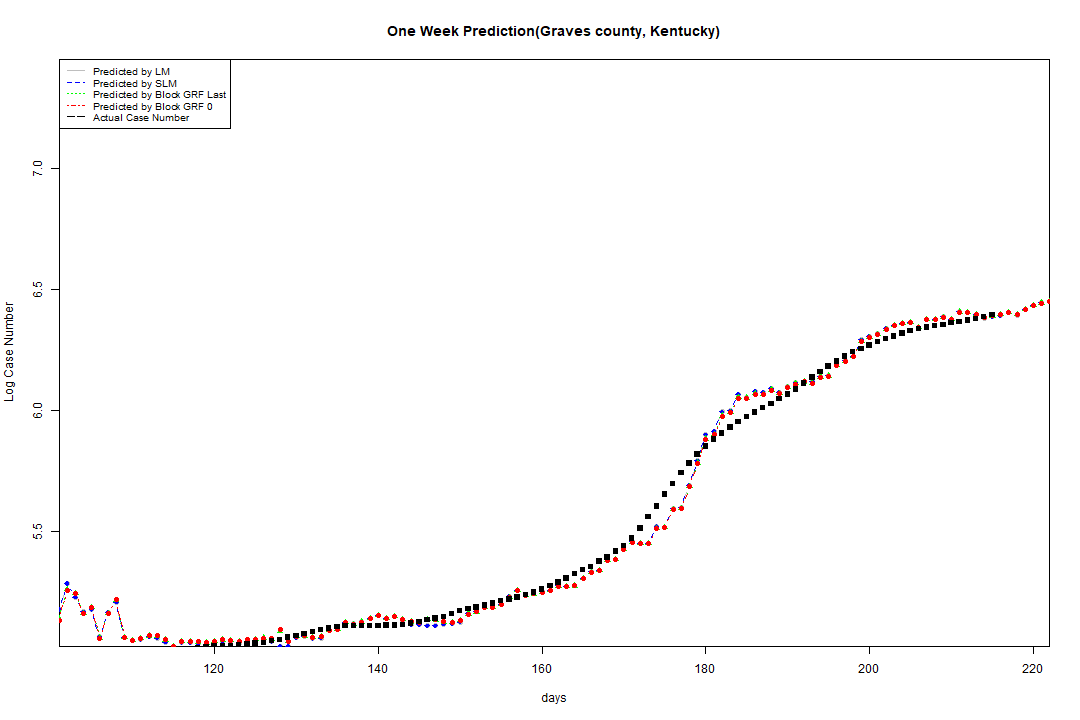 One Week Prediction(Graves county, Kentucky)
Predicted by LM
Predicted by SLM
Predicted by Block GRF Last
Predicted by Block GRF 0
Actual Case Number
7.0
6.5
6.0
5.5
Log Case Number
120 140 160 180 200 220
days